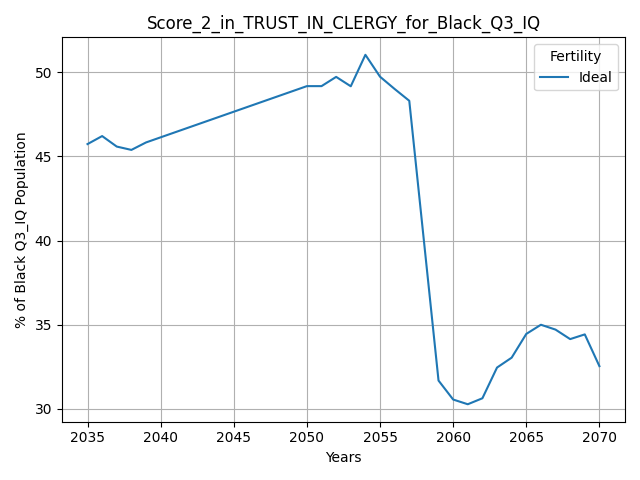 Score_2_in_TRUST_IN_CLERGY_for_Black_Q3_IQ
Fertility
Ideal
% of Black Q3_IQ Population
50
45
40
35
30
2035 2040 2045 2050 2055 2060 2065 2070
Years